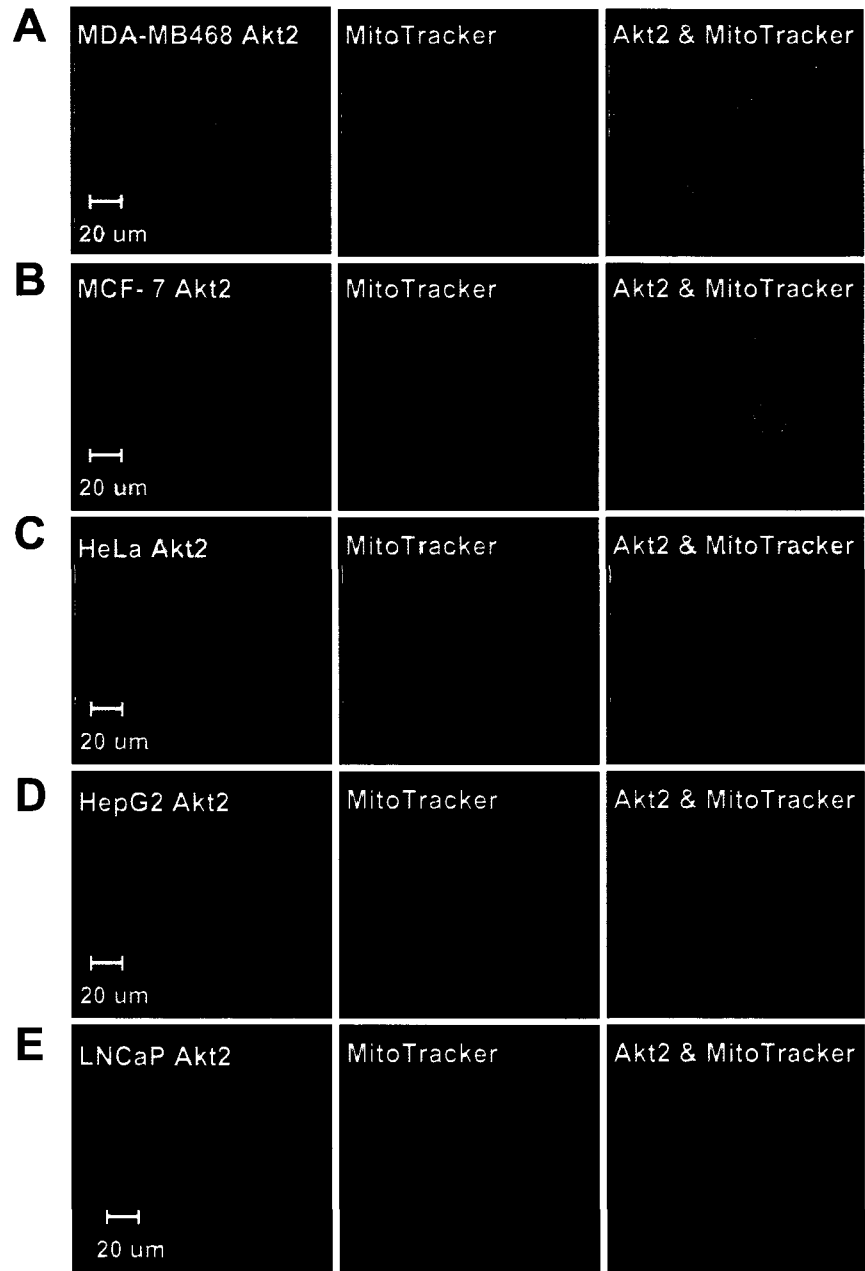 A
MDA-MB468 Akt2
MitoTracker
Akt2 & MitoTracker
20 um
B
MCF- 7 Akt2
MitoTracker
Akt2 & MitoTracker
20 um
C
HeLa Akt2
MitoTracker
Akt2 & MitoTracker
20 um
D
HepG2 Akt2
MitoTracker
Akt2 & MitoTracker
20 um
E
LNCaP Akt2
MitoTracker
Akt2 & MitoTracker
20 um